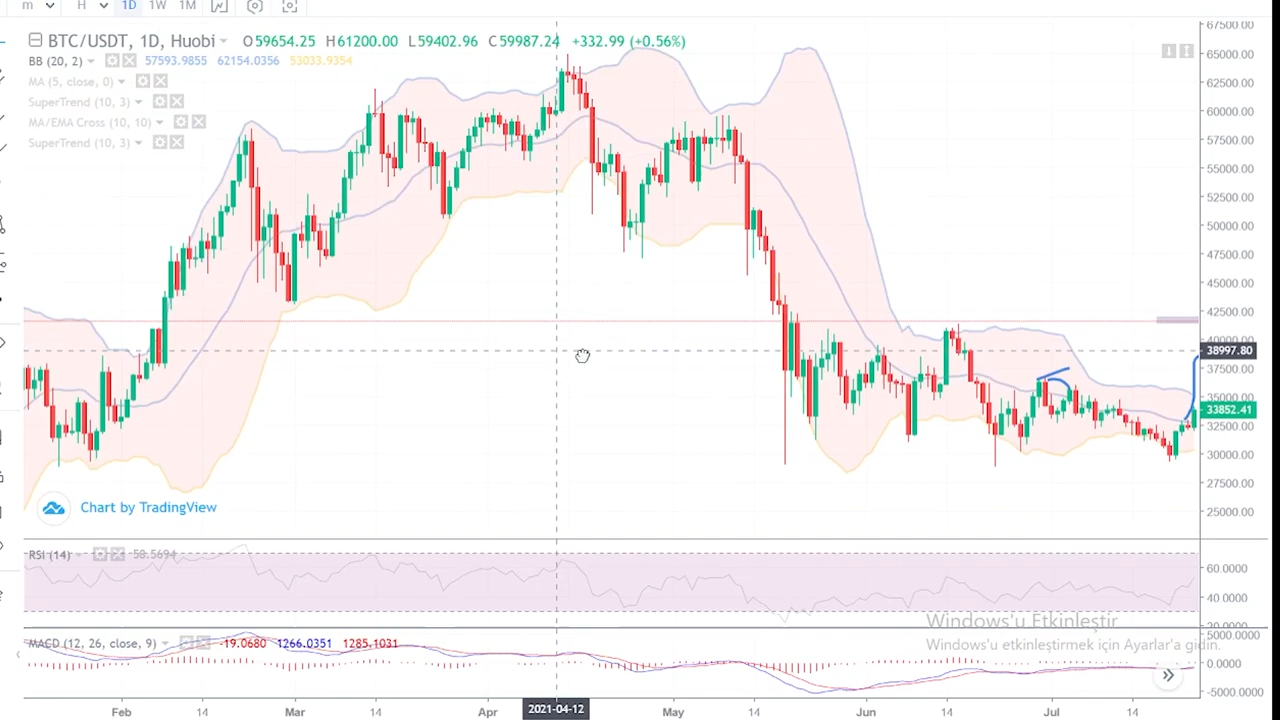 m H 1D 1W 1M
BTC/USDT, 1D, Huobi O59654.25 H61200.00 L59402.96 C59987.24 +332.99 (+0.56%)
BB (20, 2) 57593.9855 62154.0356 53033.9354
MA (5, close, 0)
SuperTrend (10, 3)
MA/EMA Cross (10, 10)
SuperTrend (10, 3)
67500.00
65000.00
62500.00
60000.00
57500.00
55000.00
52500.00
50000.00
47500.00
45000.00
42500.00
40000.00
38997.80
37500.00
35000.00
33852.41
32500.00
30000.00
27500.00
25000.00
Chart by TradingView
RSI (14) 58.5694
60.0000
40.0000
20.0000
Windows'u Etkinleştir
Windows'u etkinleştirmek için Ayarlar'a gidin.
MACD (12, 26, close, 9) -19.0680 1266.0351 1285.1031
5000.0000
0.0000
-5000.0000
Feb 14 Mar 14 Apr 2021-04-12 May 14 Jun 14 Jul 14